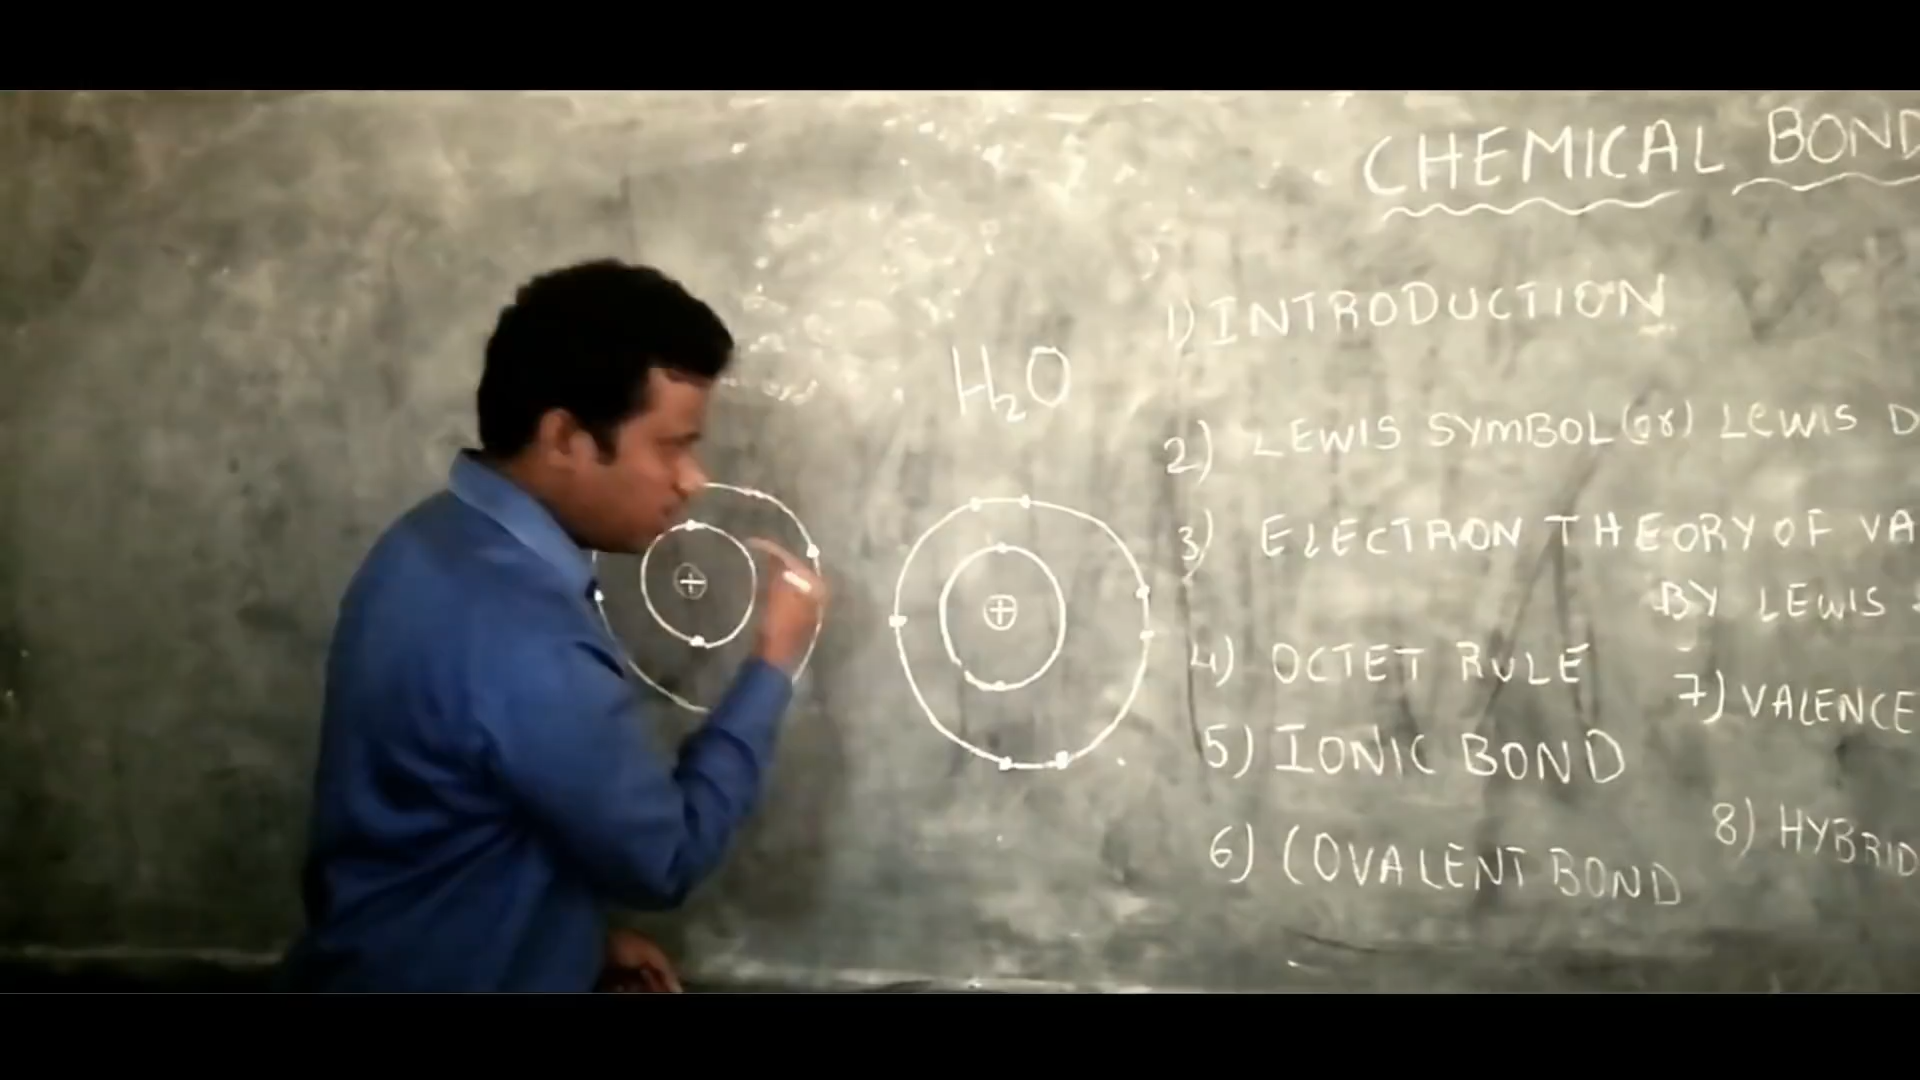 CHEMICAL BOND
1) INTRODUCTION
H₂O
2) LEWIS SYMBOL (or) LEWIS D
3) ELECTRON THEORY OF VA
BY LEWIS
4) OCTET RULE
7) VALENCE
5) IONIC BOND
8) HYBRID
6) COVALENT BOND